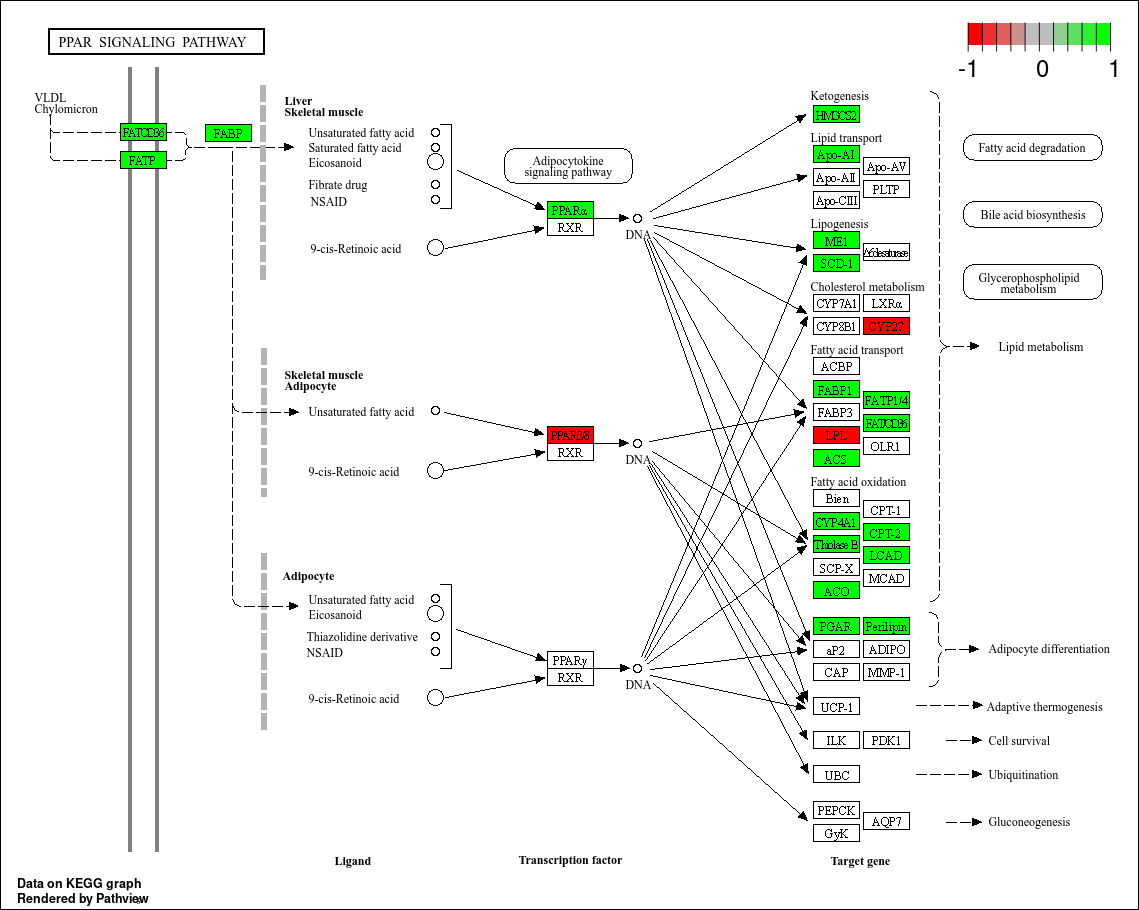 PPAR SIGNALING PATHWAY
-1 0 1
VLDL
Chylomicron
FAT/CD36
FATP
FABP
Liver
Skeletal muscle
Unsaturated fatty acid
Saturated fatty acid
Eicosanoid
Fibrate drug
NSAID
9-cis-Retinoic acid
Adipocytokine
signaling pathway
PPARα
RXR
DNA
Skeletal muscle
Adipocyte
Unsaturated fatty acid
9-cis-Retinoic acid
PPARβ/δ
RXR
DNA
Adipocyte
Unsaturated fatty acid
Eicosanoid
Thiazolidine derivative
NSAID
9-cis-Retinoic acid
PPARγ
RXR
DNA
Ketogenesis
HMGCS2
Lipid transport
Apo-AI
Apo-AII
Apo-CIII
Apo-AV
PLTP
Lipogenesis
ME1
SCD-1
Cholesterol metabolism
CYP7A1
LXRα
CYP8B1
CYP27
Fatty acid transport
ACBP
FABP1
FATP1/4
FABP3
FAT/CD36
LPL
OLR1
ACS
Fatty acid oxidation
Bien
CPT-1
CYP4A1
CPT-2
Thiolase B
LCAD
SCP-X
MCAD
ACO
PGAR
Perilipin
aP2
ADIPO
CAP
MMP-1
UCP-1
ILK
PDK1
UBC
PEPCK
AQP7
GyK
Fatty acid degradation
Bile acid biosynthesis
Glycerophospholipid
metabolism
Lipid metabolism
Adipocyte differentiation
Adaptive thermogenesis
Cell survival
Ubiquitination
Gluconeogenesis
Ligand
Transcription factor
Target gene
Data on KEGG graph
Rendered by Pathview